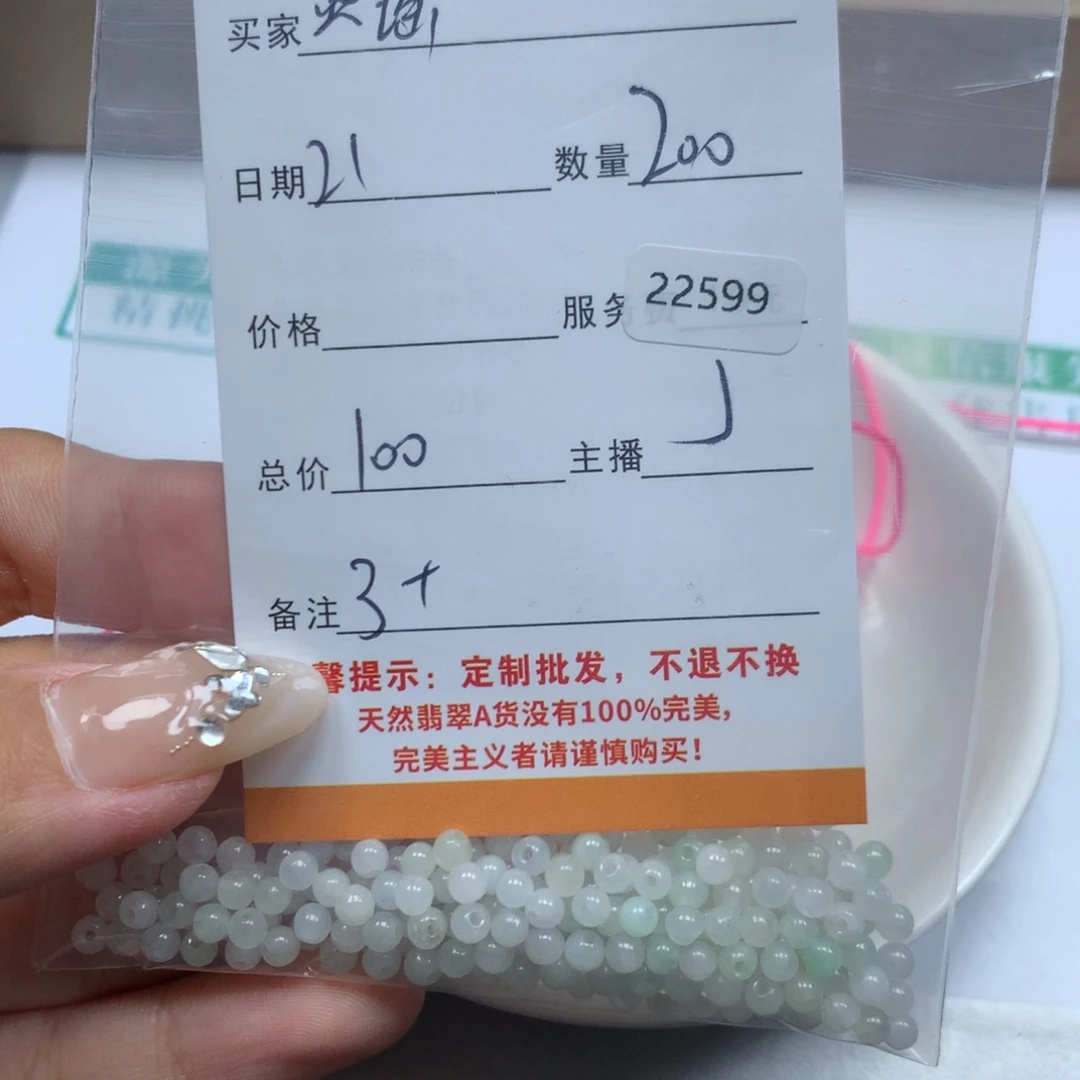 买家
日期 21 数量 200
价格 服务 22599
总价 100 主播 J
备注 3+
馨提示：定制批发，不退不换
天然翡翠A货没有100%完美，
完美主义者请谨慎购买！